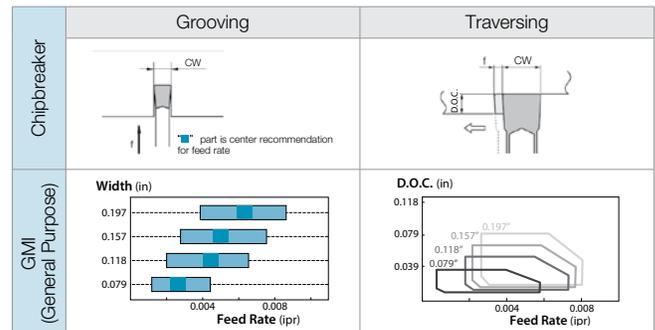 Grooving
Traversing
Chipbreaker
CW
f
"■" part is center recommendation
for feed rate
f
CW
D.O.C.
GMI
(General Purpose)
Width (in)
0.197
0.157
0.118
0.079
0.004
0.008
Feed Rate (ipr)
D.O.C. (in)
0.118
0.079
0.039
0.197"
0.157"
0.118"
0.079"
0.004
0.008
Feed Rate (ipr)